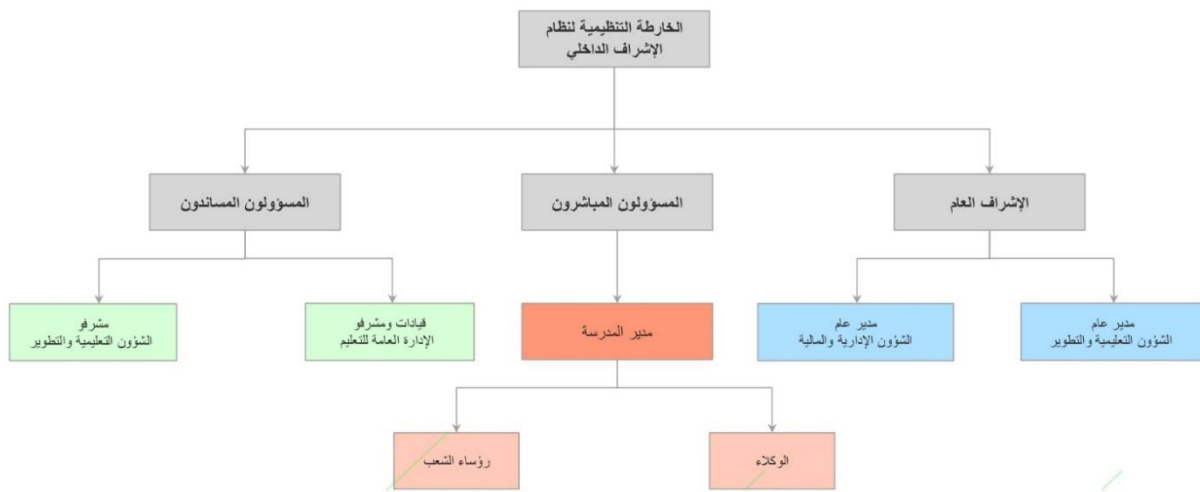 الخارطة التنظيمية لنظام
الإشراف الداخلي
الإشراف العام
المسؤولون المباشرون
المسؤولون المساندون
مدير عام
الشؤون التعليمية والتطوير
مدير عام
الشؤون الإدارية والمالية
مدير المدرسة
قيادات ومشرفو
الإدارة العامة للتعليم
مشرفو
الشؤون التعليمية والتطوير
الوكلاء
رؤساء الشعب